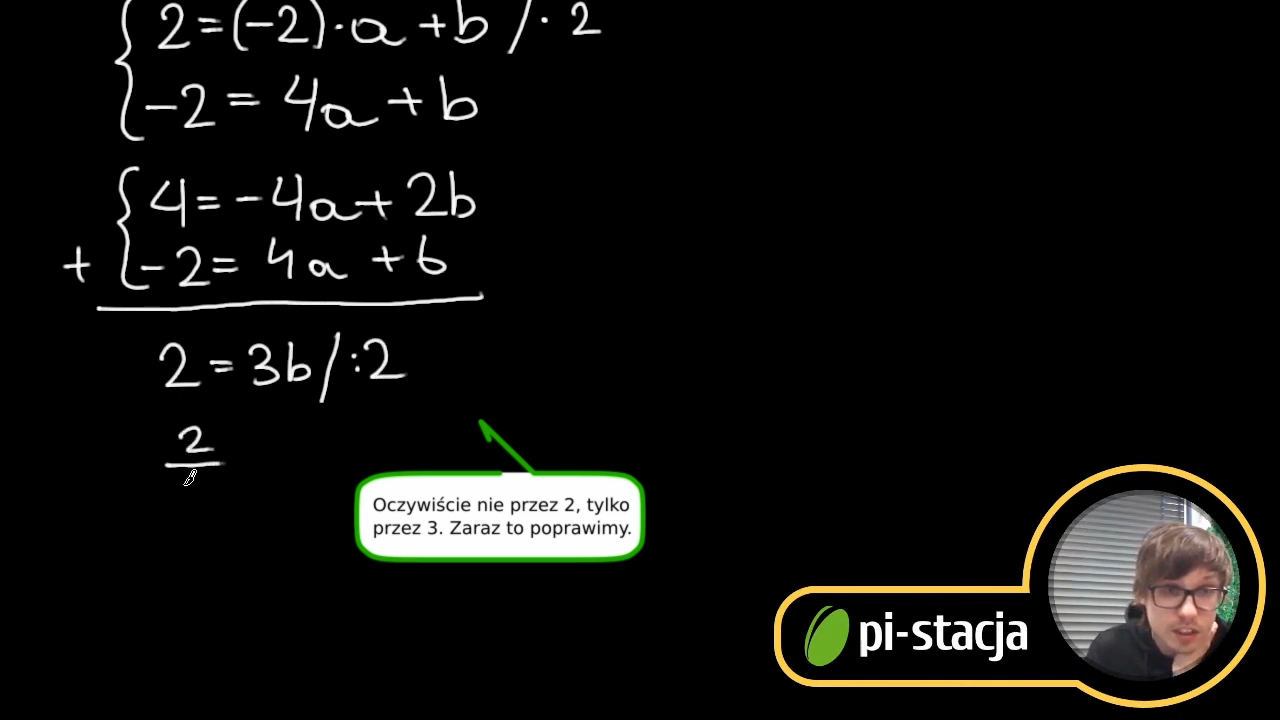 2=(-2)·a+b/·2
-2=4a+b
4=-4a+2b
+ -2=4a+b
2=3b/:2
2
Oczywiście nie przez 2, tylko
przez 3. Zaraz to poprawimy.
pi-stacja